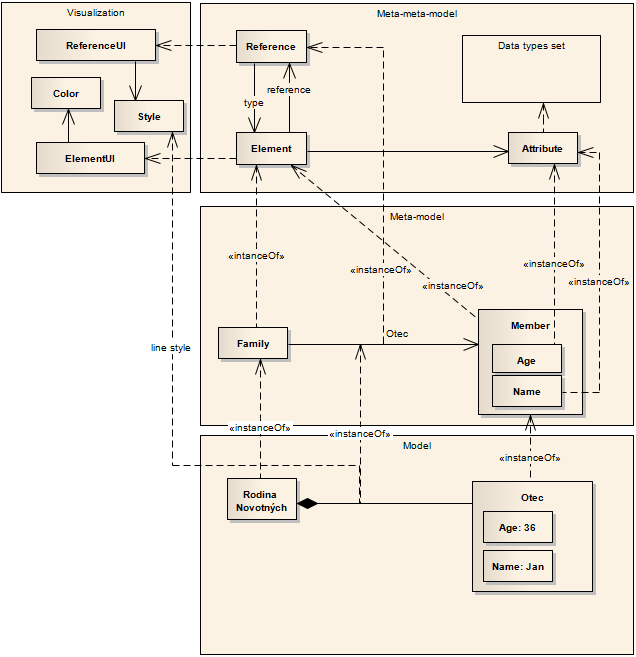 Visualization
Meta-meta-model
ReferenceUI
Reference
Data types set
Color
reference
type
Style
Element
Attribute
ElementUI
Meta-model
«intanceOf»
«instanceOf»
«instanceOf»
«instanceOf»
«instanceOf»
Member
Otec
Family
line style
Age
Name
«instanceOf»
«instanceOf»
Model
«instanceOf»
Rodina
Novotných
Otec
Age: 36
Name: Jan